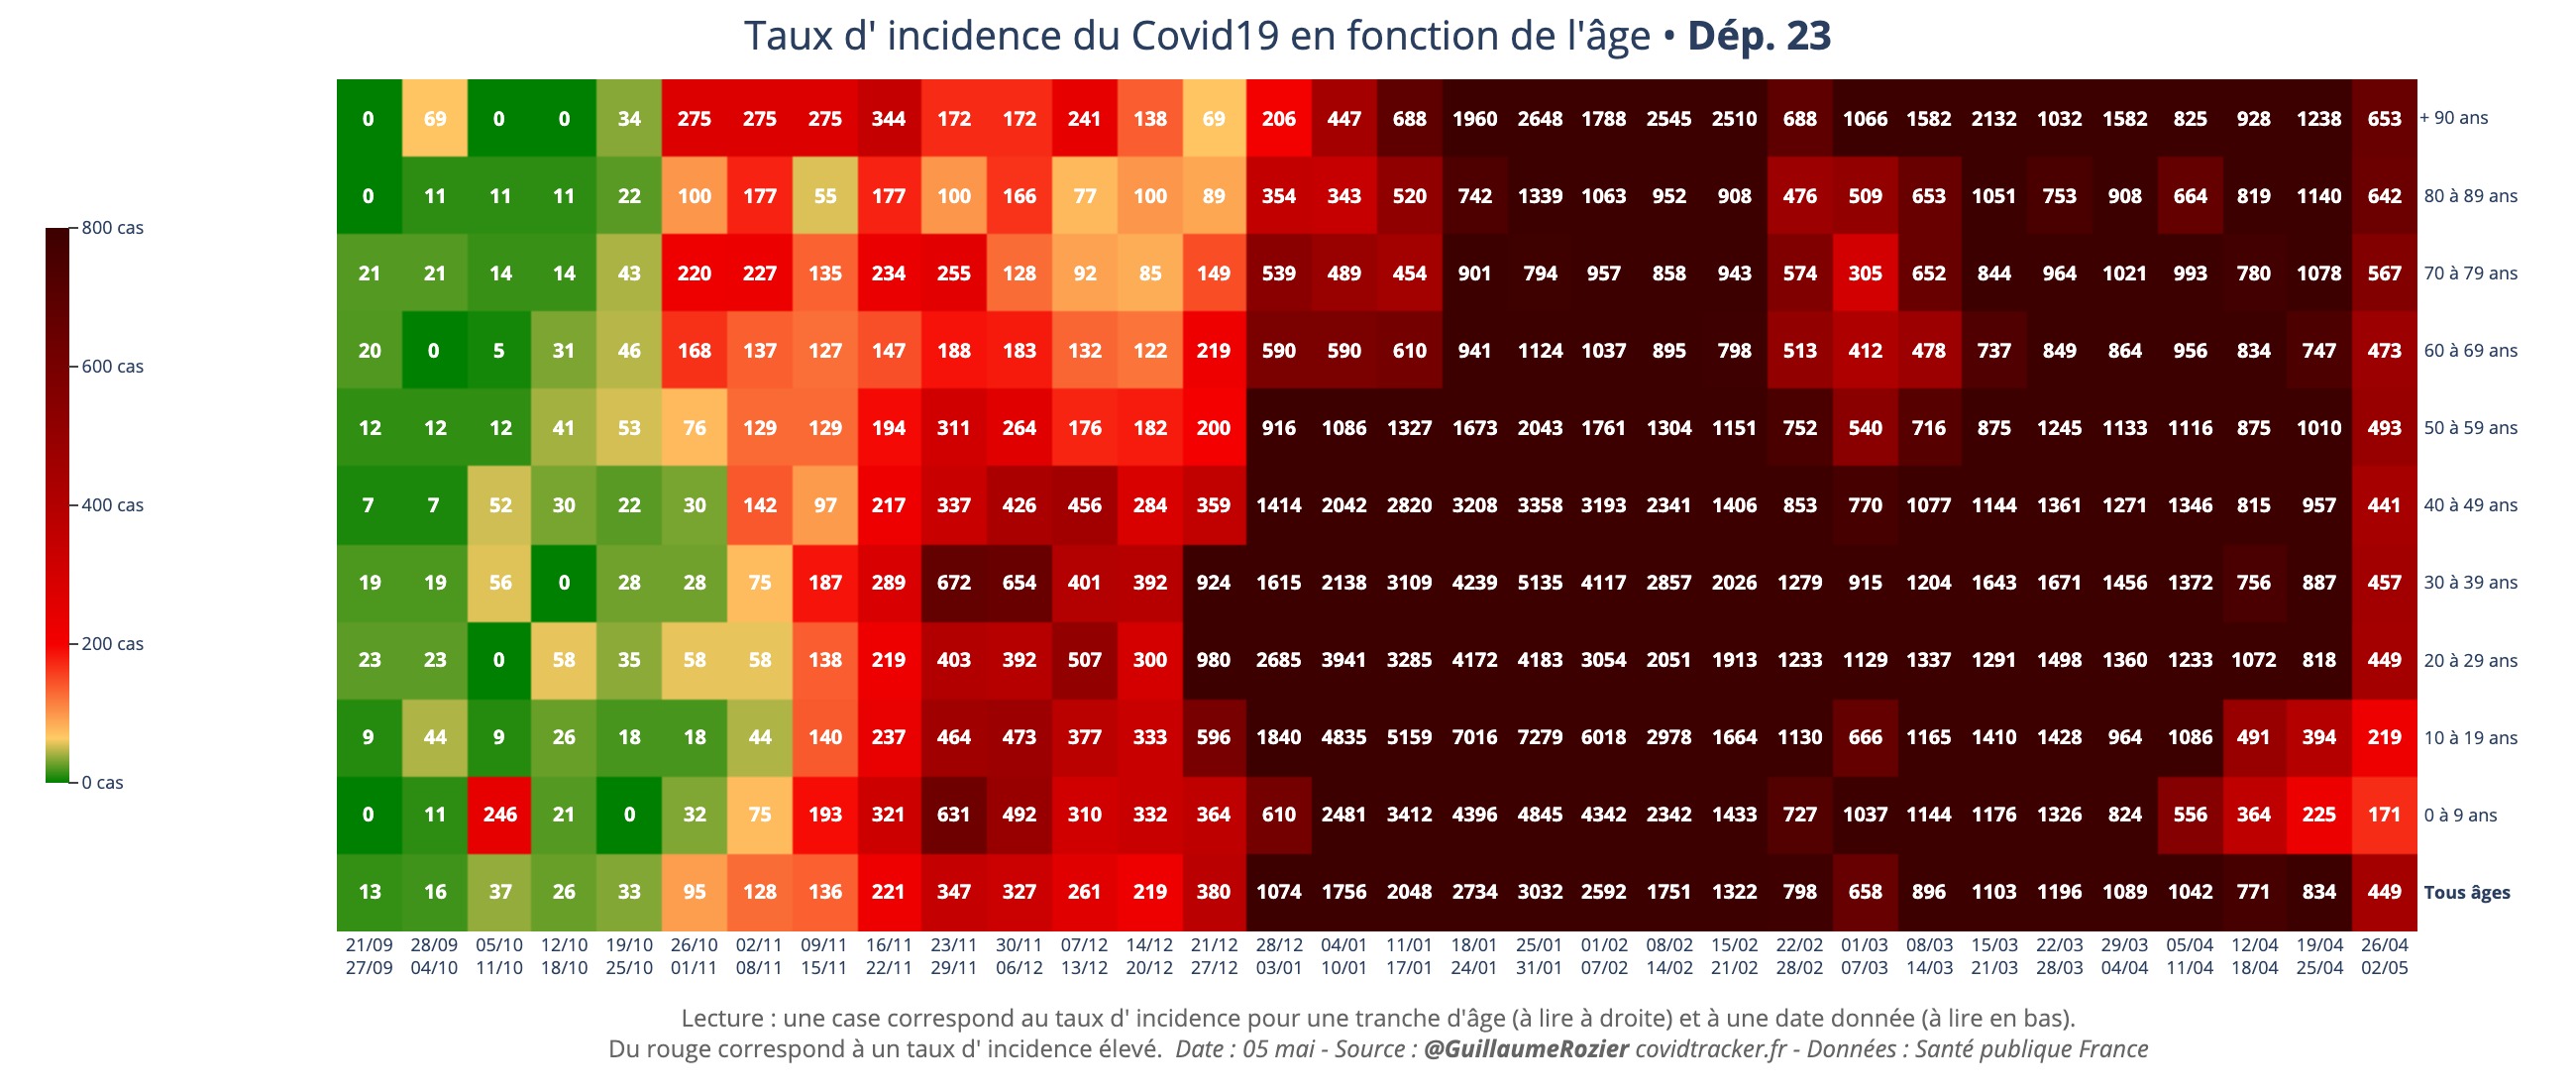 Taux d' incidence du Covid19 en fonction de l'âge • Dép. 23
0 69 0 0 34 275 275 275 344 172 172 241 138 69 206 447 688 1960 2648 1788 2545 2510 688 1066 1582 2132 1032 1582 825 928 1238 653 + 90 ans
0 11 11 11 22 100 177 55 177 100 166 77 100 89 354 343 520 742 1339 1063 952 908 476 509 653 1051 753 908 664 819 1140 642 80 à 89 ans
800 cas
21 21 14 14 43 220 227 135 234 255 128 92 85 149 539 489 454 901 794 957 858 943 574 305 652 844 964 1021 993 780 1078 567 70 à 79 ans
20 0 5 31 46 168 137 127 147 188 183 132 122 219 590 590 610 941 1124 1037 895 798 513 412 478 737 849 864 956 834 747 473 60 à 69 ans
600 cas
12 12 12 41 53 76 129 129 194 311 264 176 182 200 916 1086 1327 1673 2043 1761 1304 1151 752 540 716 875 1245 1133 1116 875 1010 493 50 à 59 ans
400 cas
7 7 52 30 22 30 142 97 217 337 426 456 284 359 1414 2042 2820 3208 3358 3193 2341 1406 853 770 1077 1144 1361 1271 1346 815 957 441 40 à 49 ans
19 19 56 0 28 28 75 187 289 672 654 401 392 924 1615 2138 3109 4239 5135 4117 2857 2026 1279 915 1204 1643 1671 1456 1372 756 887 457 30 à 39 ans
200 cas
23 23 0 58 35 58 58 138 219 403 392 507 300 980 2685 3941 3285 4172 4183 3054 2051 1913 1233 1129 1337 1291 1498 1360 1233 1072 818 449 20 à 29 ans
9 44 9 26 18 18 44 140 237 464 473 377 333 596 1840 4835 5159 7016 7279 6018 2978 1664 1130 666 1165 1410 1428 964 1086 491 394 219 10 à 19 ans
0 cas
0 11 246 21 0 32 75 193 321 631 492 310 332 364 610 2481 3412 4396 4845 4342 2342 1433 727 1037 1144 1176 1326 824 556 364 225 171 0 à 9 ans
13 16 37 26 33 95 128 136 221 347 327 261 219 380 1074 1756 2048 2734 3032 2592 1751 1322 798 658 896 1103 1196 1089 1042 771 834 449 Tous âges
21/09 28/09 05/10 12/10 19/10 26/10 02/11 09/11 16/11 23/11 30/11 07/12 14/12 21/12 28/12 04/01 11/01 18/01 25/01 01/02 08/02 15/02 22/02 01/03 08/03 15/03 22/03 29/03 05/04 12/04 19/04 26/04
27/09 04/10 11/10 18/10 25/10 01/11 08/11 15/11 22/11 29/11 06/12 13/12 20/12 27/12 03/01 10/01 17/01 24/01 31/01 07/02 14/02 21/02 28/02 07/03 14/03 21/03 28/03 04/04 11/04 18/04 25/04 02/05
Lecture : une case correspond au taux d' incidence pour une tranche d'âge (à lire à droite) et à une date donnée (à lire en bas).
Du rouge correspond à un taux d' incidence élevé. Date : 05 mai - Source : @GuillaumeRozier covidtracker.fr - Données : Santé publique France